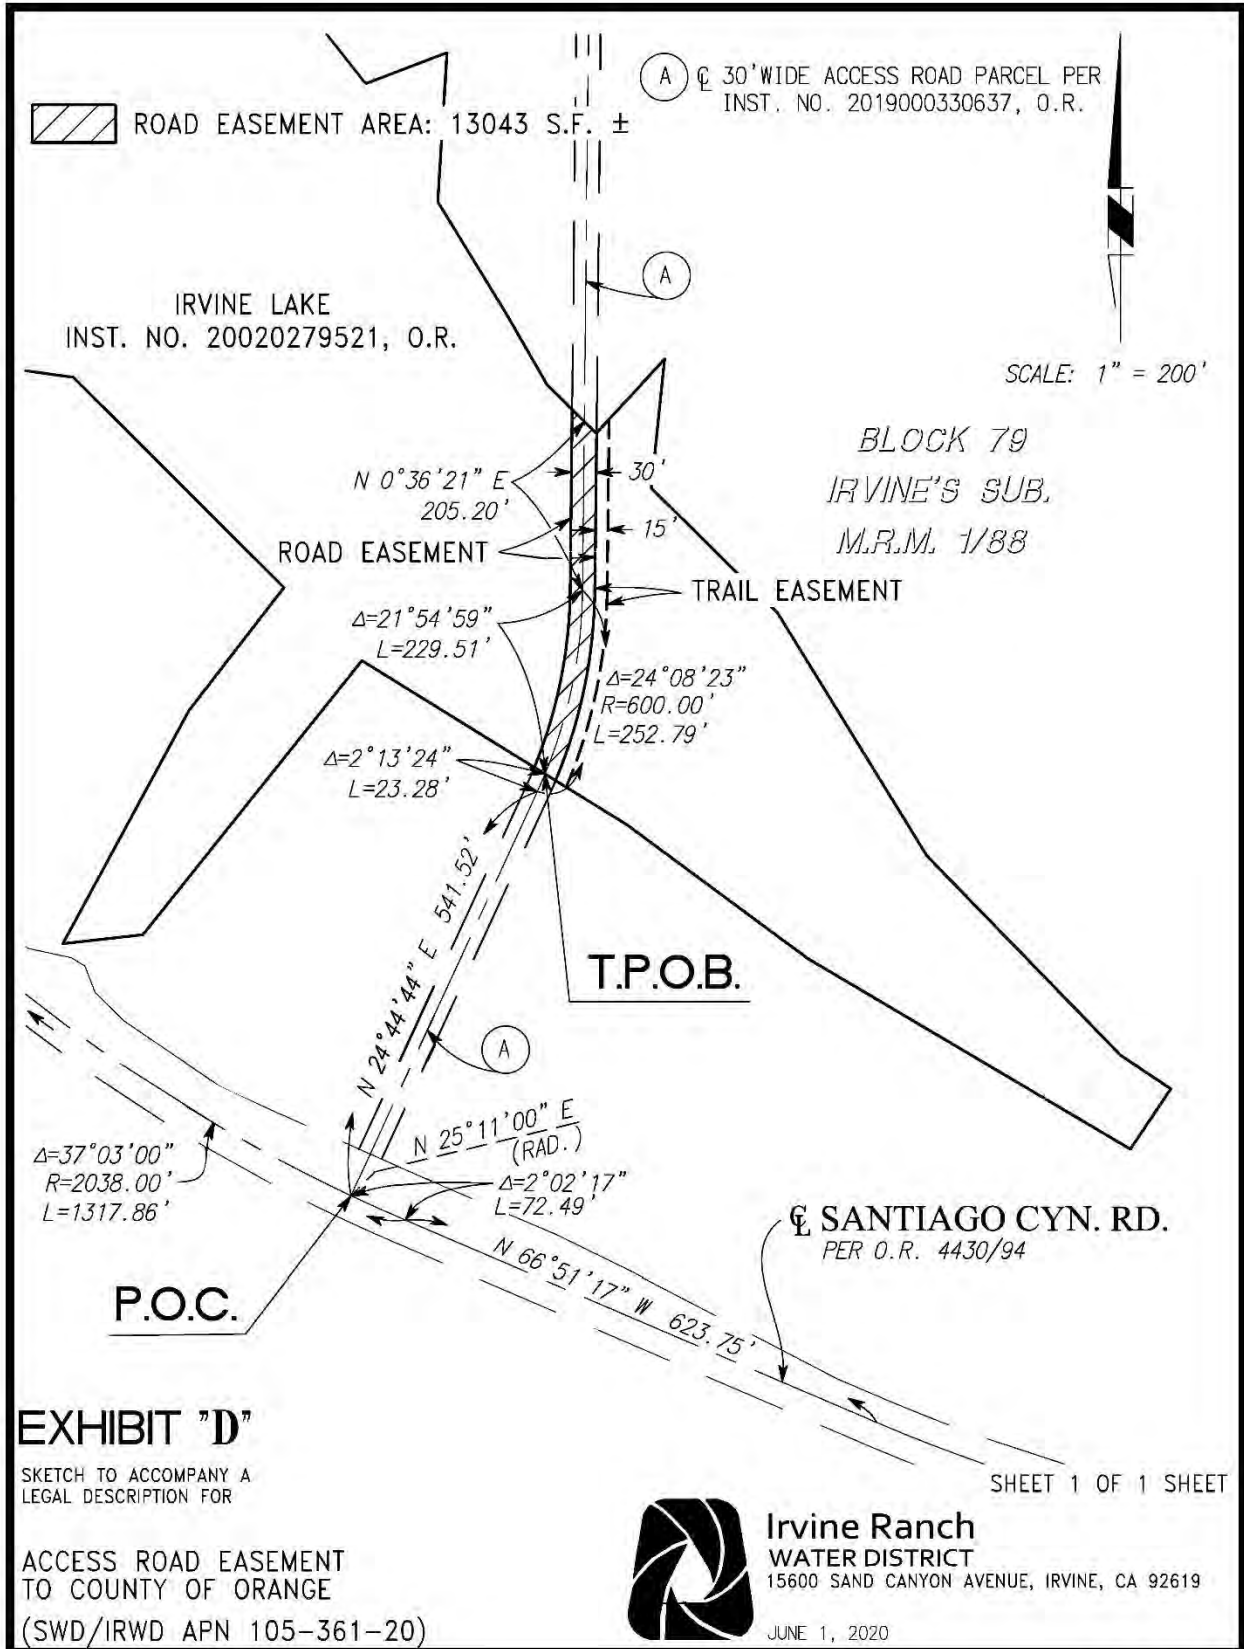 Ⓐ ℄ 30'WIDE ACCESS ROAD PARCEL PER
INST. NO. 2019000330637, O.R.
ROAD EASEMENT AREA: 13043 S.F. ±
A
IRVINE LAKE
INST. NO. 20020279521, O.R.
SCALE: 1" = 200'
BLOCK 79
IRVINE'S SUB.
M.R.M. 1/88
N 0°36'21" E
205.20'
30'
15'
ROAD EASEMENT
TRAIL EASEMENT
Δ=21°54'59"
L=229.51'
Δ=24°08'23"
R=600.00'
L=252.79'
Δ=2°13'24"
L=23.28'
N 24°44'44" E 541.52'
T.P.O.B.
A
N 25°11'00" E
(RAD.)
Δ=37°03'00"
R=2038.00'
L=1317.86'
Δ=2°02'17"
L=72.49'
℄ SANTIAGO CYN. RD.
PER O.R. 4430/94
N 66°51'17" W 623.75'
P.O.C.
EXHIBIT "D"
SKETCH TO ACCOMPANY A
LEGAL DESCRIPTION FOR
SHEET 1 OF 1 SHEET
ACCESS ROAD EASEMENT
TO COUNTY OF ORANGE
(SWD/IRWD APN 105-361-20)
Irvine Ranch
WATER DISTRICT
15600 SAND CANYON AVENUE, IRVINE, CA 92619
JUNE 1, 2020